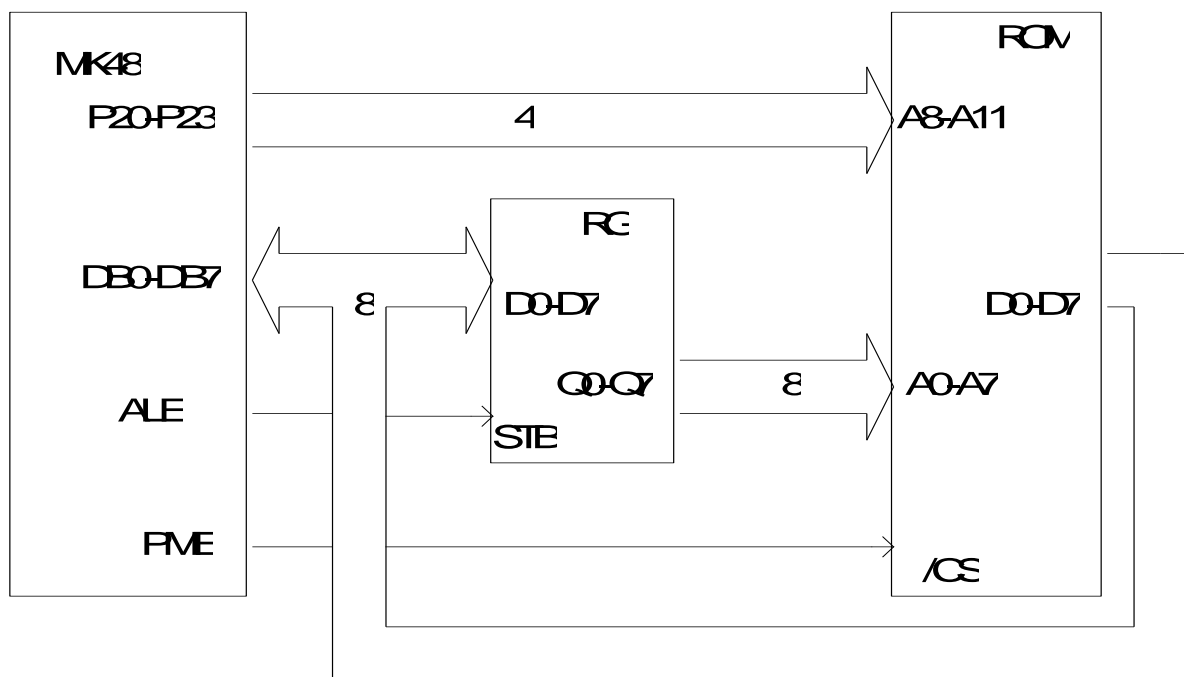 MK48
P20-P23
DB0-DB7
ALE
PME
4
8
RG
D0-D7
Q0-Q7
STB
8
ROM
A8-A11
D0-D7
A0-A7
/CS